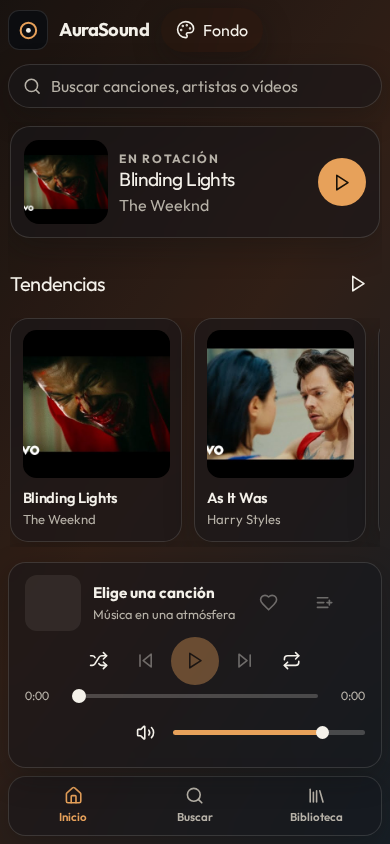 AuraSound
Fondo
Buscar canciones, artistas o vídeos
EN ROTACIÓN
Blinding Lights
The Weeknd
vo
Tendencias
vo
vo
Blinding Lights
The Weeknd
As It Was
Harry Styles
Elige una canción
Música en una atmósfera
0:00
0:00
Inicio
Buscar
Biblioteca